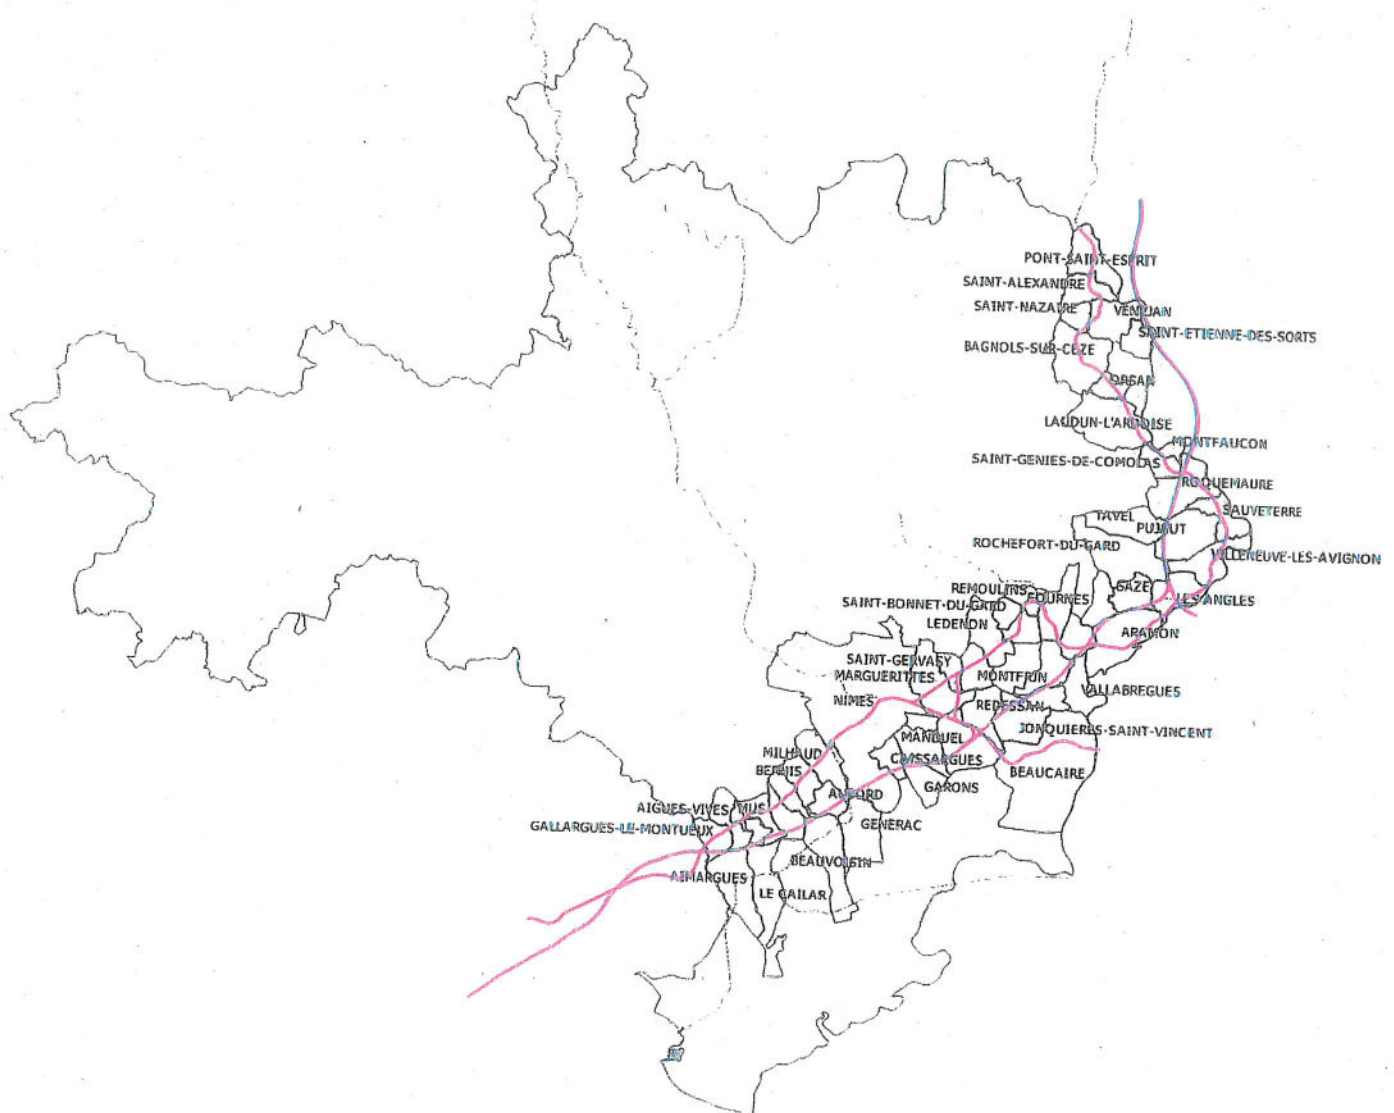 PONT-SAINT-ESPRIT
SAINT-ALEXANDRE
SAINT-NAZAIRE
VENEJAN
SAINT-ETIENNE-DES-SORTS
BAGNOLS-SUR-CEZE
ORSAN
LAUDUN-L'ARDOISE
MONTFAUCON
SAINT-GENIES-DE-COMOLAS
ROQUEMAURE
SAUVETERRE
TAVEL
PUJAUT
ROCHEFORT-DU-GARD
VILLENEUVE-LES-AVIGNON
REMOULINS
SAZE
FOURNES
LES ANGLES
SAINT-BONNET-DU-GARD
LEDENON
ARAMON
SAINT-GERVASY
MARGUERITTES
MONTFRIN
VALLABREGUES
NIMES
REDESSAN
JONQUIERES-SAINT-VINCENT
MANDUEL
MILHAUD
CAISSARGUES
BERNIS
BEAUCAIRE
GARONS
AUBORD
AIGUES-VIVES
MUS
GENERAC
GALLARGUES-LE-MONTUEUX
BEAUVOISIN
AIMARGUES
LE CAILAR